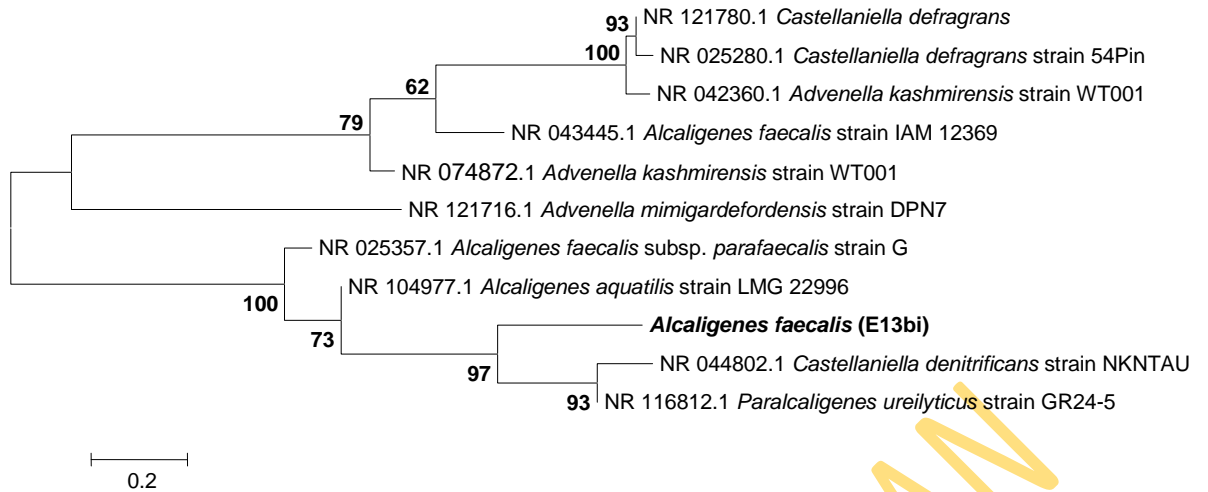 93 NR 121780.1 Castellaniella defragrans
NR 025280.1 Castellaniella defragrans strain 54Pin
100
NR 042360.1 Advenella kashmirensis strain WT001
62
NR 043445.1 Alcaligenes faecalis strain IAM 12369
79
NR 074872.1 Advenella kashmirensis strain WT001
NR 121716.1 Advenella mimigardefordensis strain DPN7
NR 025357.1 Alcaligenes faecalis subsp. parafaecalis strain G
100
NR 104977.1 Alcaligenes aquatilis strain LMG 22996
73
Alcaligenes faecalis (E13bi)
97
NR 044802.1 Castellaniella denitrificans strain NKNTAU
93 NR 116812.1 Paralcaligenes ureilyticus strain GR24-5
0.2